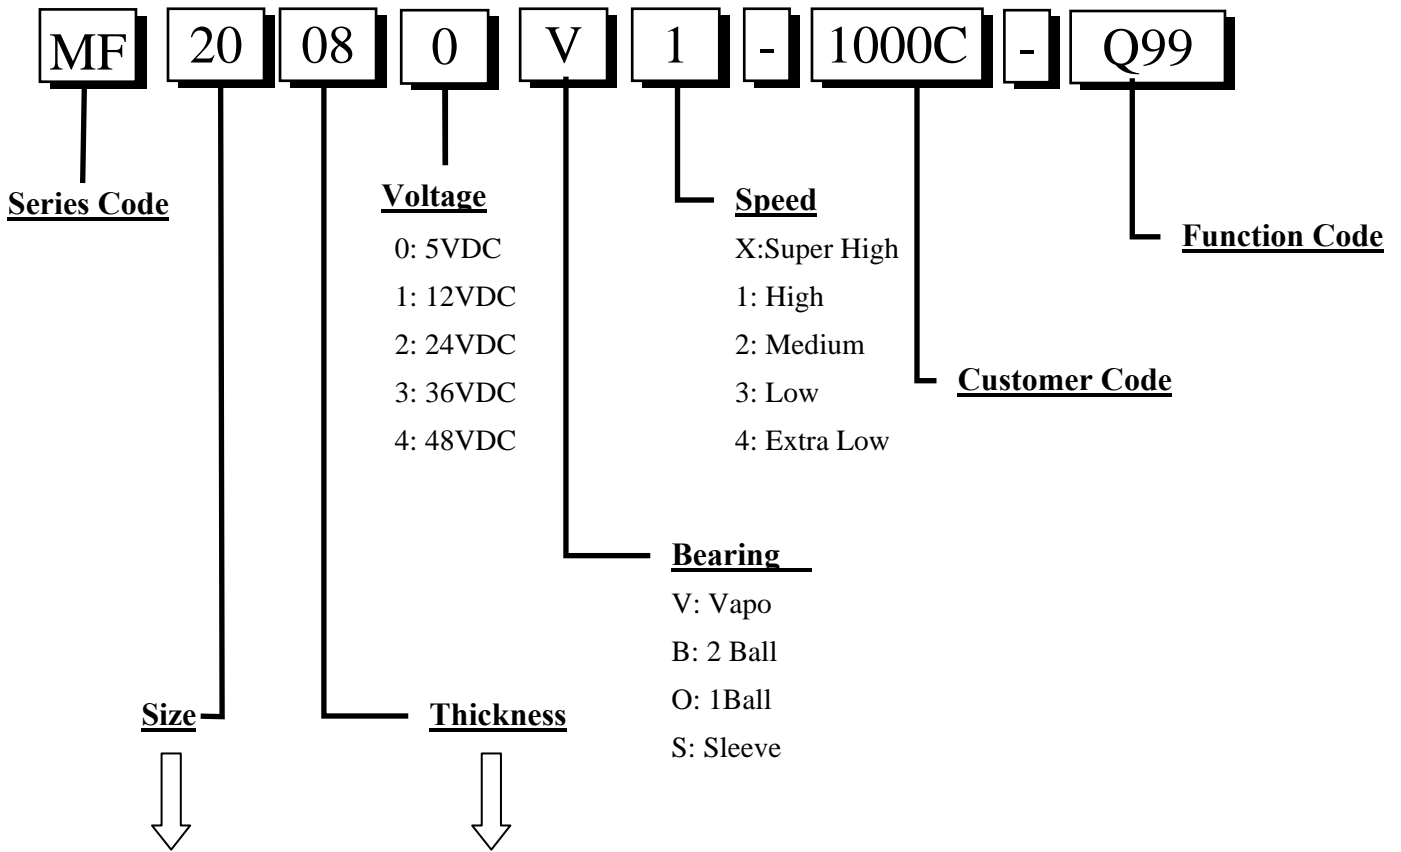 MF 20 08 0 V 1 - 1000C - Q99
Series Code
Voltage
0: 5VDC
1: 12VDC
2: 24VDC
3: 36VDC
4: 48VDC
Speed
X:Super High
1: High
2: Medium
3: Low
4: Extra Low
Function Code
Customer Code
Bearing
V: Vapo
B: 2 Ball
O: 1Ball
S: Sleeve
Size
Thickness